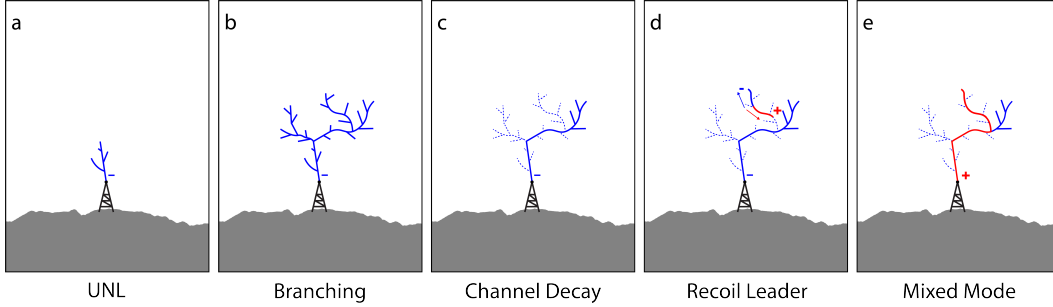 a
b
c
d
e
-
-
-
-
+
-
+
UNL
Branching
Channel Decay
Recoil Leader
Mixed Mode